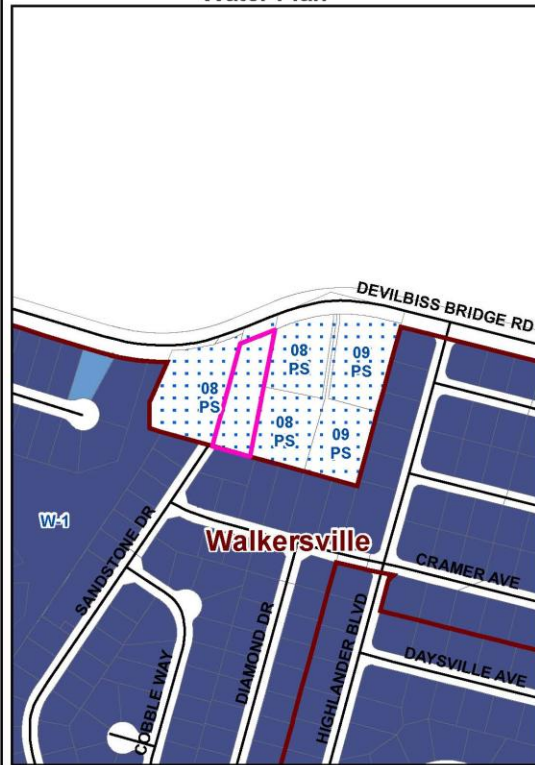 Water Plan
DEVILBISS BRIDGE RD
08
PS
09
PS
08
PS
08
PS
09
PS
W-1
Walkersville
SANDSTONE DR
CRAMER AVE
DIAMOND DR
HIGHLANDER BLVD
COBBLE WAY
DAYSVILLE AVE